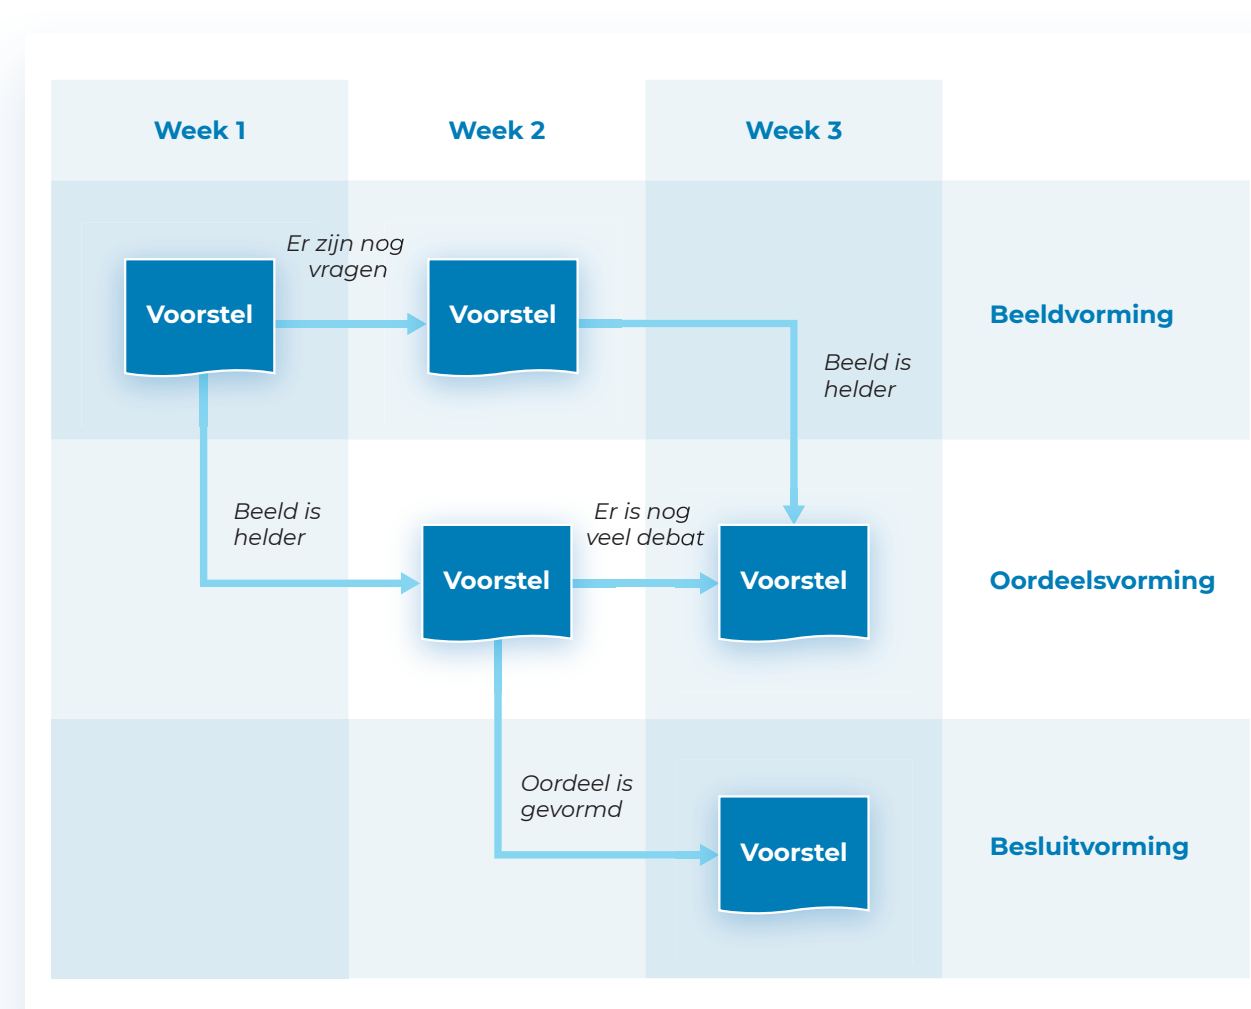 Week 1
Week 2
Week 3
Er zijn nog
vragen
Voorstel
Voorstel
Beeldvorming
Beeld is
helder
Beeld is
helder
Er is nog
veel debat
Voorstel
Voorstel
Oordeelsvorming
Oordeel is
gevormd
Voorstel
Besluitvorming